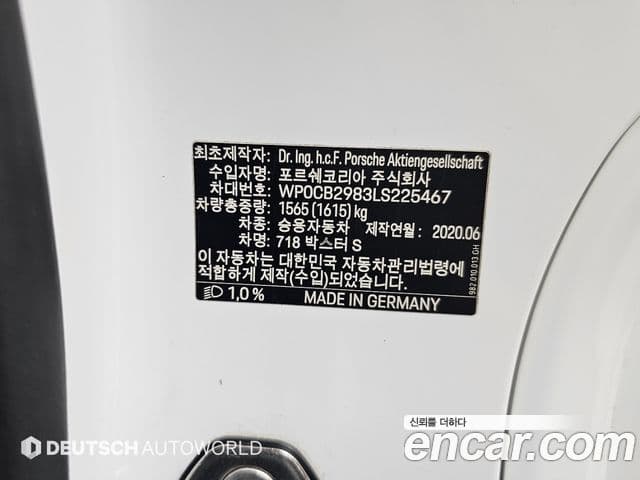 최초제작자: Dr. Ing. h.c.F. Porsche Aktiengesellschaft
수입자명: 포르쉐코리아 주식회사
차대번호: WP0CB2983LS225467
차량총중량: 1565 (1615) kg
차종: 승용자동차 제작연월: 2020.06
차명: 718 박스터 S
이 자동차는 대한민국 자동차관리법령에
적합하게 제작(수입)되었습니다.
1,0 % MADE IN GERMANY
982.010.013.GH
DEUTSCH AUTOWORLD
신뢰를 더하다
encar.com